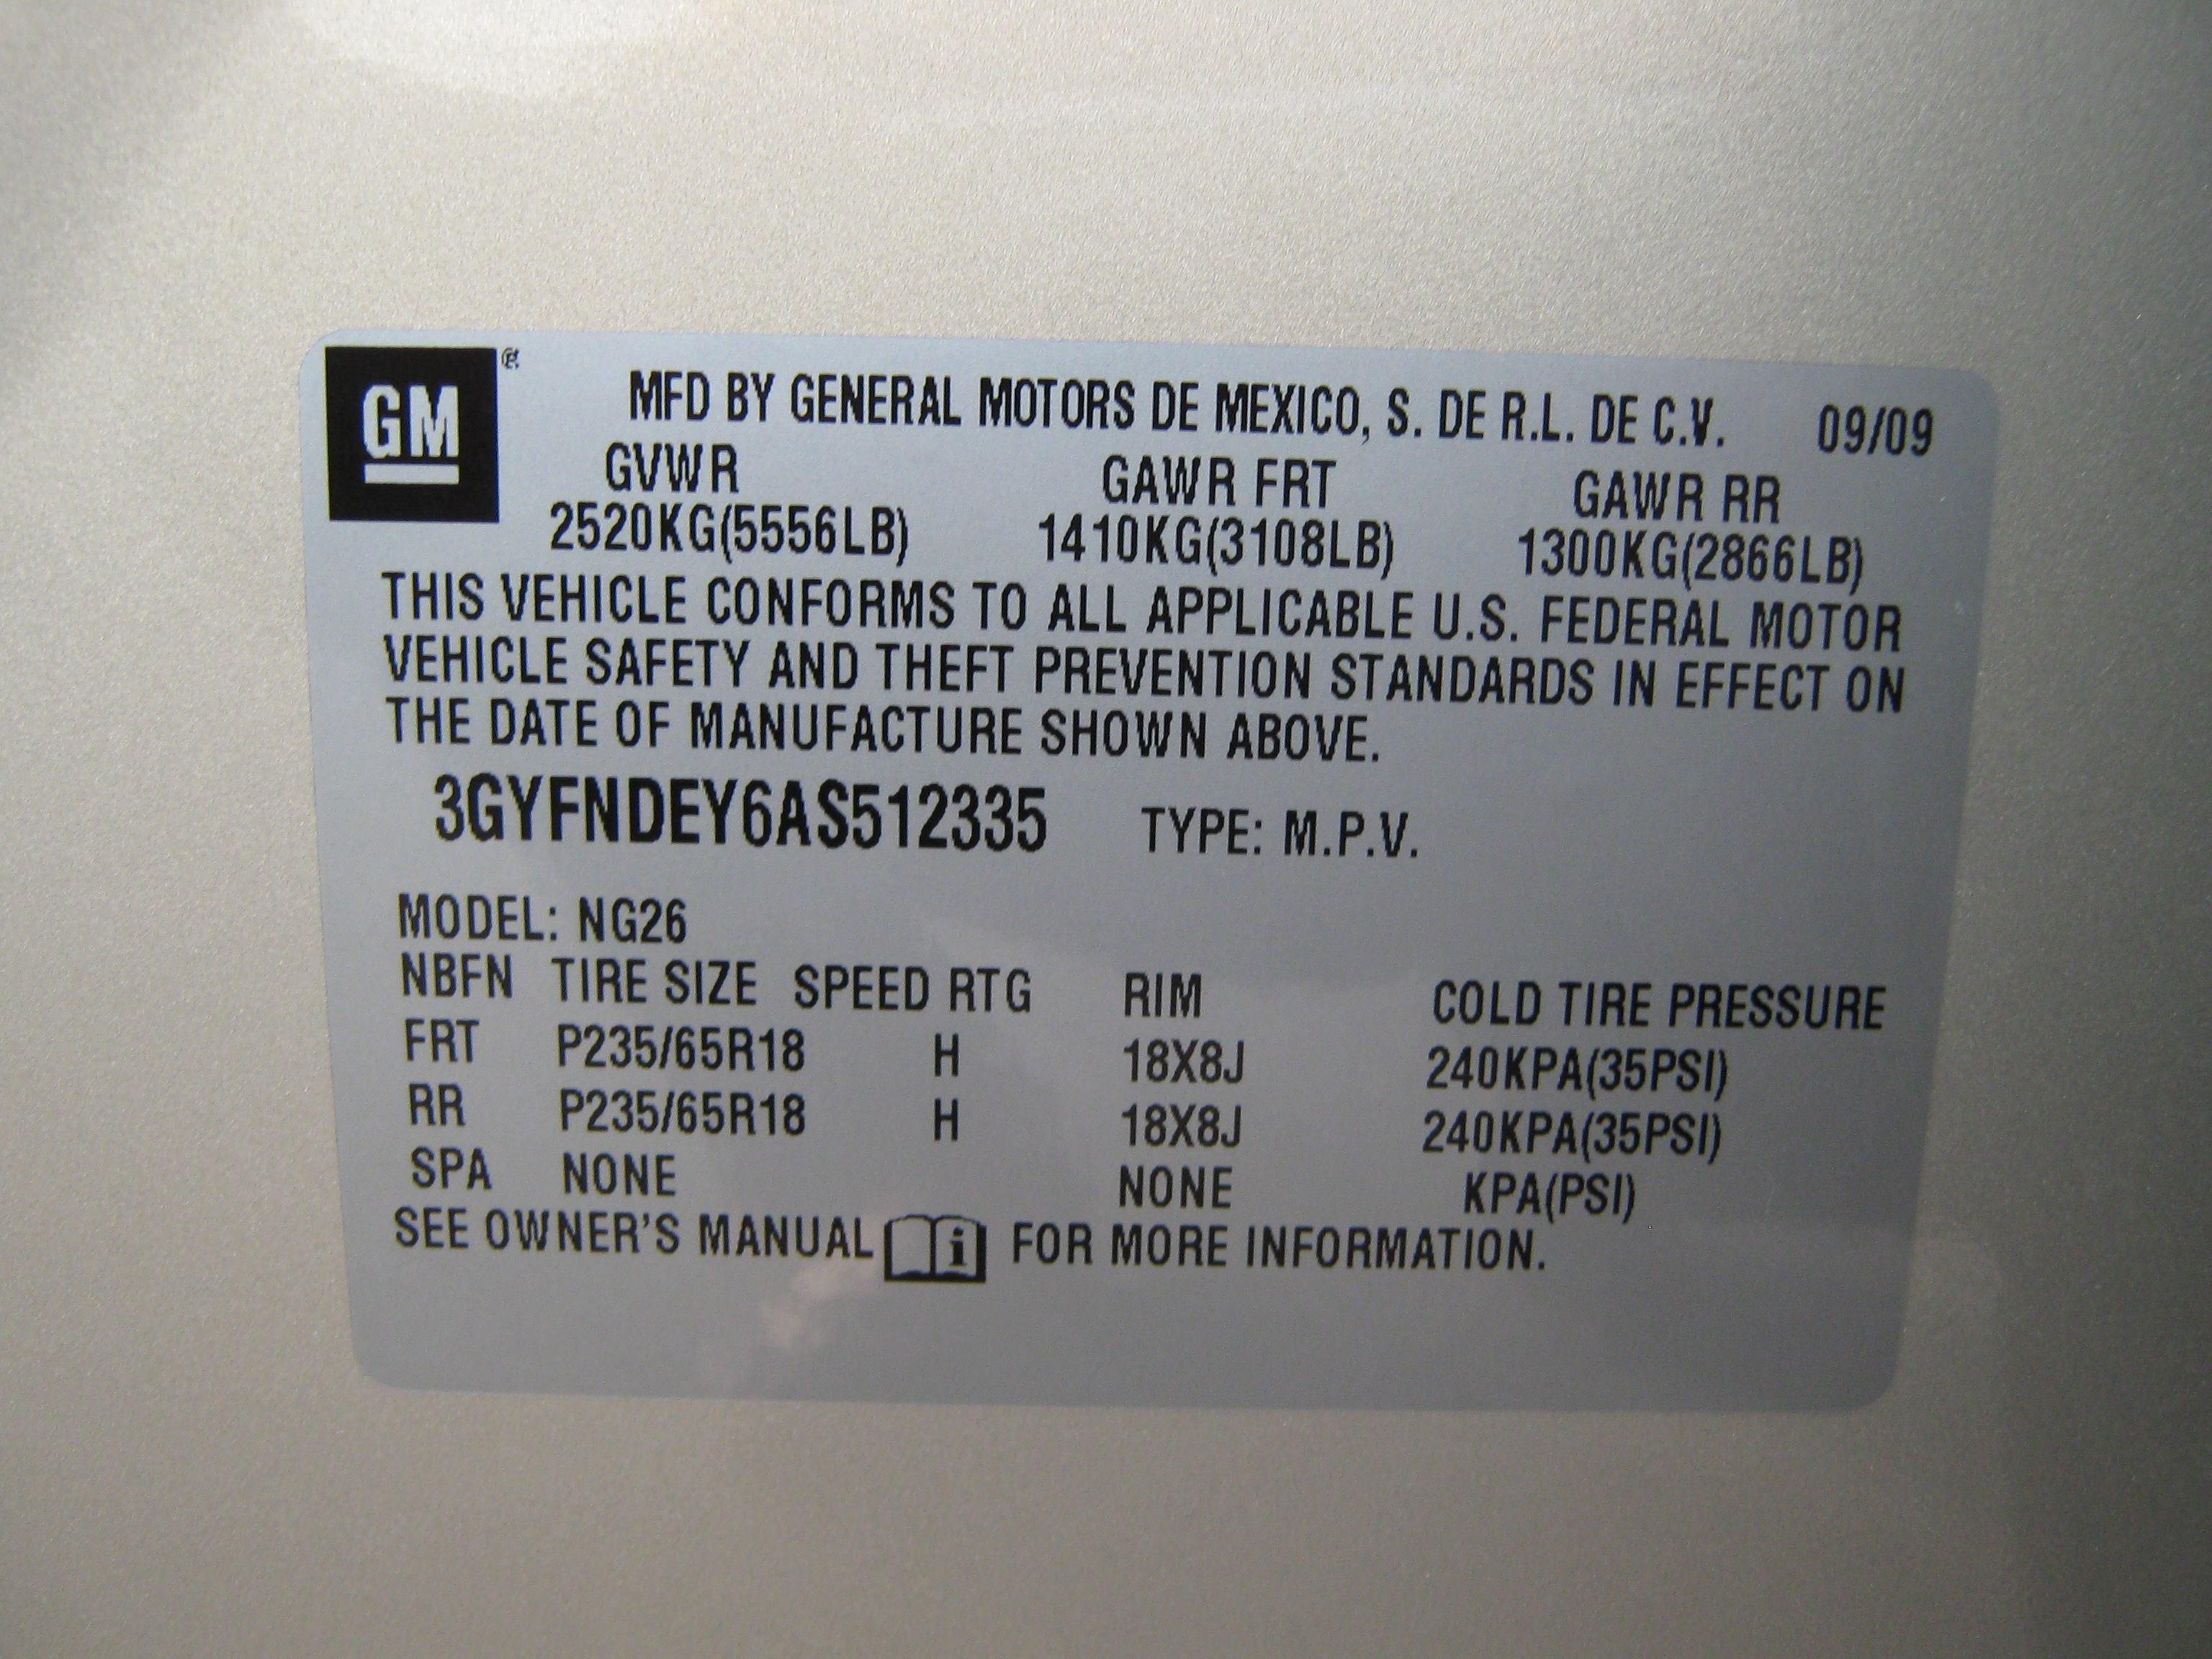 GM ®
MFD BY GENERAL MOTORS DE MEXICO, S. DE R.L. DE C.V. 09/09
GVWR GAWR FRT GAWR RR
2520KG(5556LB) 1410KG(3108LB) 1300KG(2866LB)
THIS VEHICLE CONFORMS TO ALL APPLICABLE U.S. FEDERAL MOTOR
VEHICLE SAFETY AND THEFT PREVENTION STANDARDS IN EFFECT ON
THE DATE OF MANUFACTURE SHOWN ABOVE.
3GYFNDEY6AS512335 TYPE: M.P.V.
MODEL: NG26
NBFN TIRE SIZE SPEED RTG RIM COLD TIRE PRESSURE
FRT P235/65R18 H 18X8J 240KPA(35PSI)
RR P235/65R18 H 18X8J 240KPA(35PSI)
SPA NONE NONE KPA(PSI)
SEE OWNER'S MANUAL i FOR MORE INFORMATION.